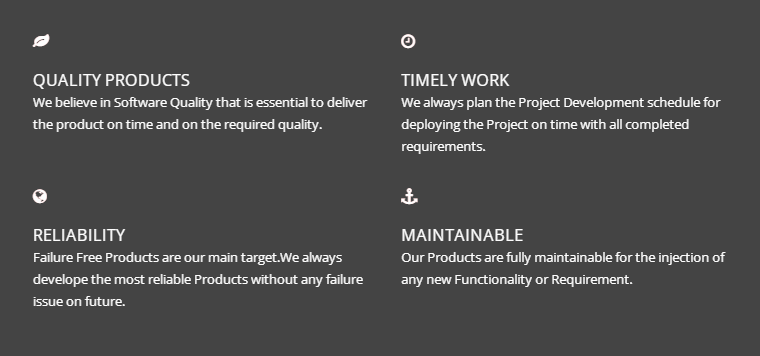 QUALITY PRODUCTS
We believe in Software Quality that is essential to deliver
the product on time and on the required quality.
TIMELY WORK
We always plan the Project Development schedule for
deploying the Project on time with all completed
requirements.
RELIABILITY
Failure Free Products are our main target.We always
develope the most reliable Products without any failure
issue on future.
MAINTAINABLE
Our Products are fully maintainable for the injection of
any new Functionality or Requirement.